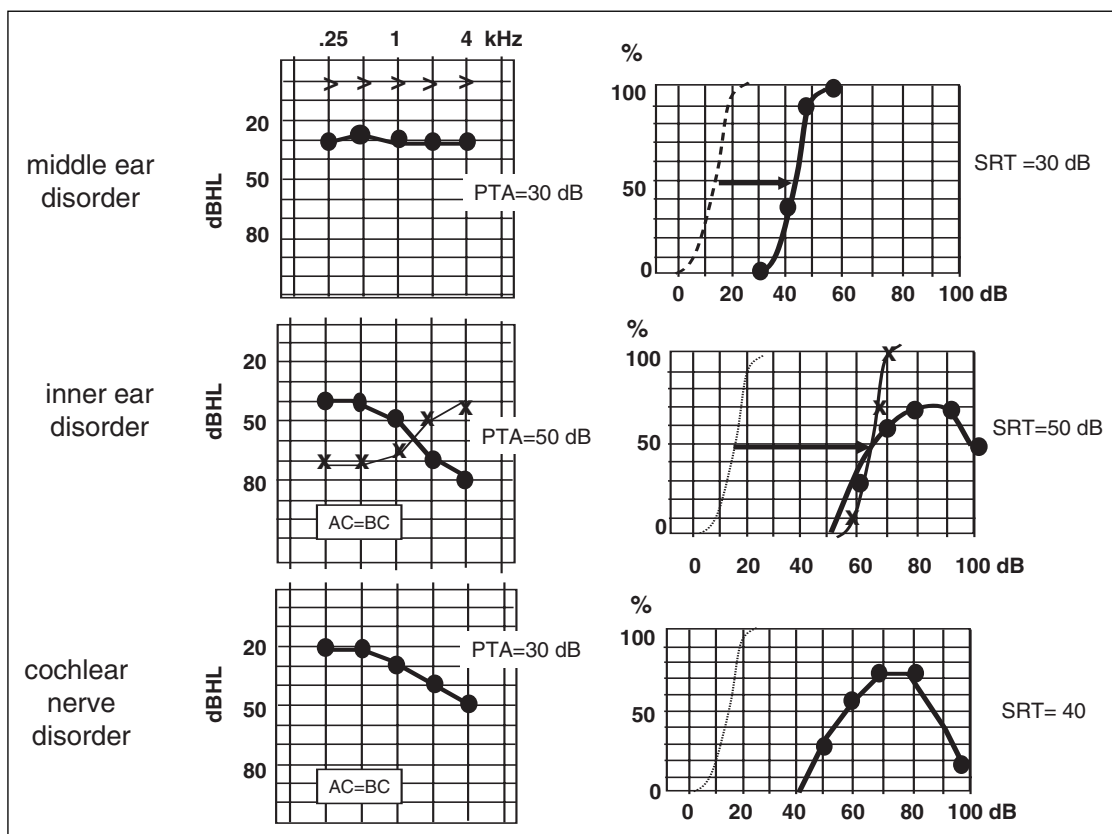 .25 1 4 kHz
20
50
80
dBHL
middle ear
disorder
PTA=30 dB
%
100
50
0
0 20 40 60 80 100 dB
SRT =30 dB
20
50
80
dBHL
inner ear
disorder
PTA=50 dB
AC=BC
%
100
50
0
0 20 40 60 80 100 dB
SRT=50 dB
20
50
80
dBHL
cochlear
nerve
disorder
PTA=30 dB
AC=BC
%
100
50
0
0 20 40 60 80 100 dB
SRT= 40